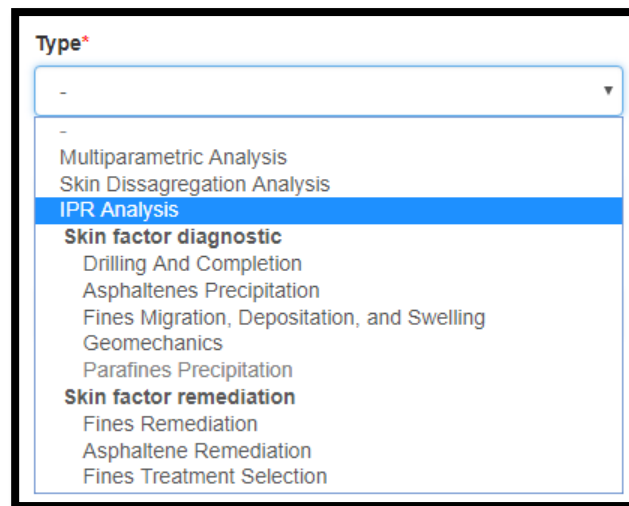 Type*
-
-
Multiparametric Analysis
Skin Dissagregation Analysis
IPR Analysis
Skin factor diagnostic
Drilling And Completion
Asphaltenes Precipitation
Fines Migration, Depositation, and Swelling
Geomechanics
Parafines Precipitation
Skin factor remediation
Fines Remediation
Asphaltene Remediation
Fines Treatment Selection